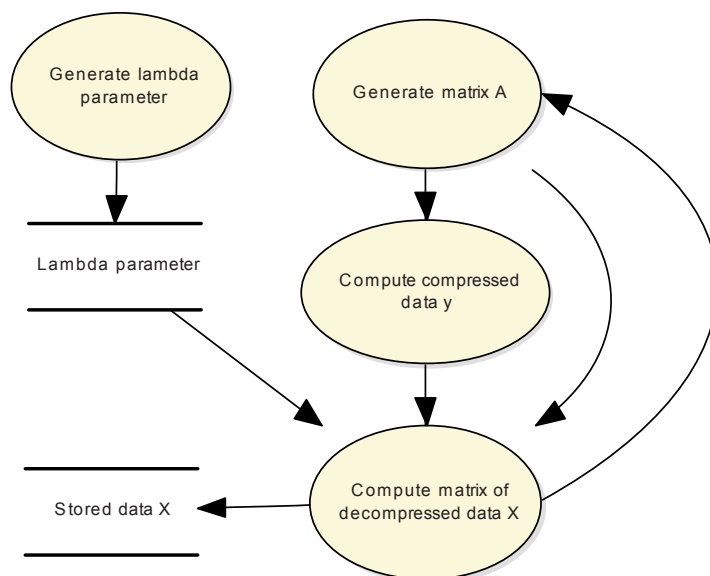 Generate lambda
parameter
Generate matrix A
Lambda parameter
Compute compressed
data y
Stored data X
Compute matrix of
decompressed data X